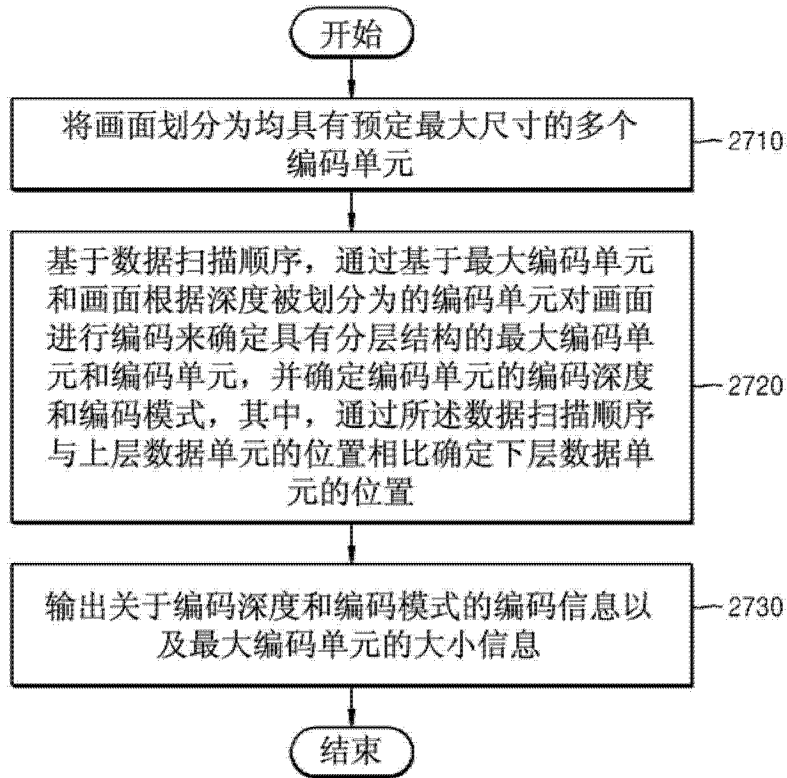 开始
将画面划分为均具有预定最大尺寸的多个
编码单元
2710
基于数据扫描顺序，通过基于最大编码单元
和画面根据深度被划分为的编码单元对画面
进行编码来确定具有分层结构的最大编码单
元和编码单元，并确定编码单元的编码深度
和编码模式，其中，通过所述数据扫描顺序
与上层数据单元的位置相比确定下层数据单
元的位置
2720
输出关于编码深度和编码模式的编码信息以
及最大编码单元的大小信息
2730
结束